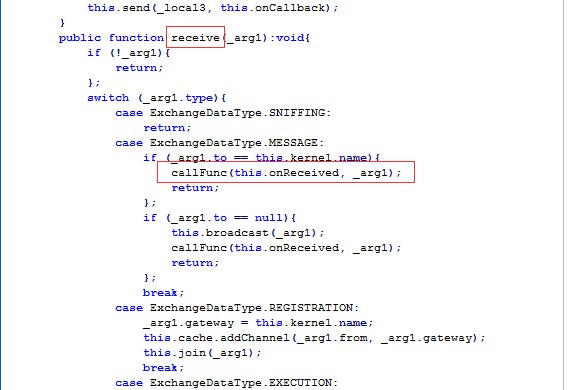 this.send(_local3, this.onCallback);
}
public function receive(_arg1):void{
if (!_arg1){
return;
};
switch (_arg1.type){
case ExchangeDataType.SNIFFING:
return;
case ExchangeDataType.MESSAGE:
if (_arg1.to == this.kernel.name){
callFunc(this.onReceived, _arg1);
return;
};
if (_arg1.to == null){
this.broadcast(_arg1);
callFunc(this.onReceived, _arg1);
return;
};
break;
case ExchangeDataType.REGISTRATION:
_arg1.gateway = this.kernel.name;
this.cache.addChannel(_arg1.from, _arg1.gateway);
this.join(_arg1);
break;
case ExchangeDataType.EXECUTION: